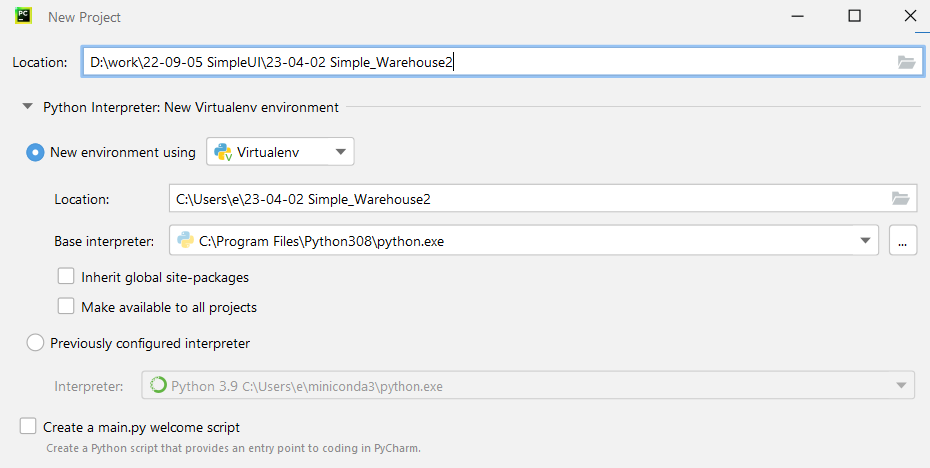 PC
New Project
Location: D:\work\22-09-05 SimpleUI\23-04-02 Simple_Warehouse2
Python Interpreter: New Virtualenv environment
New environment using Virtualenv
Location: C:\Users\e\23-04-02 Simple_Warehouse2
Base interpreter: C:\Program Files\Python308\python.exe ...
Inherit global site-packages
Make available to all projects
Previously configured interpreter
Interpreter: Python 3.9 C:\Users\e\miniconda3\python.exe
Create a main.py welcome script
Create a Python script that provides an entry point to coding in PyCharm.